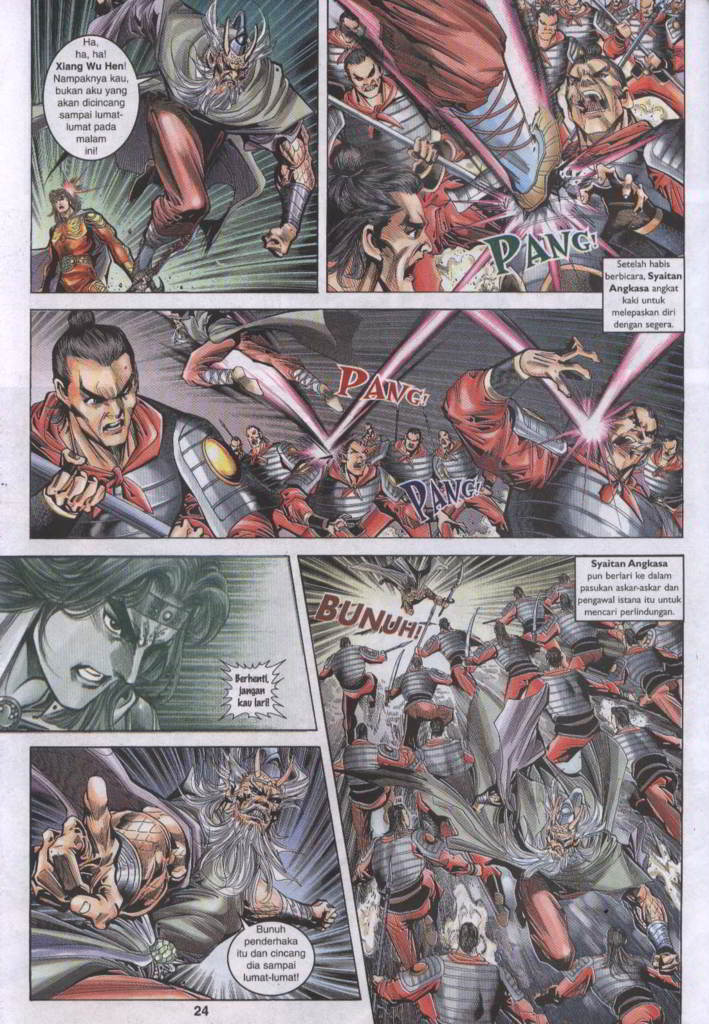 Ha,
ha, ha!
Xiang Wu Hen!
Nampaknya kau,
bukan aku yang
akan dicincang
sampai lumat-
lumat pada
malam
ini!
PANG!
Setelah habis
berbicara, Syaitan
Angkasa angkat
kaki untuk
melepaskan diri
dengan segera.
PANG!
PANG!
Berhenti,
jangan
kau lari!
Syaitan Angkasa
pun berlari ke dalam
pasukan askar-askar dan
pengawal istana itu untuk
mencari perlindungan.
BUNUH!
Bunuh
penderhaka
itu dan cincang
dia sampai
lumat-lumat!
24